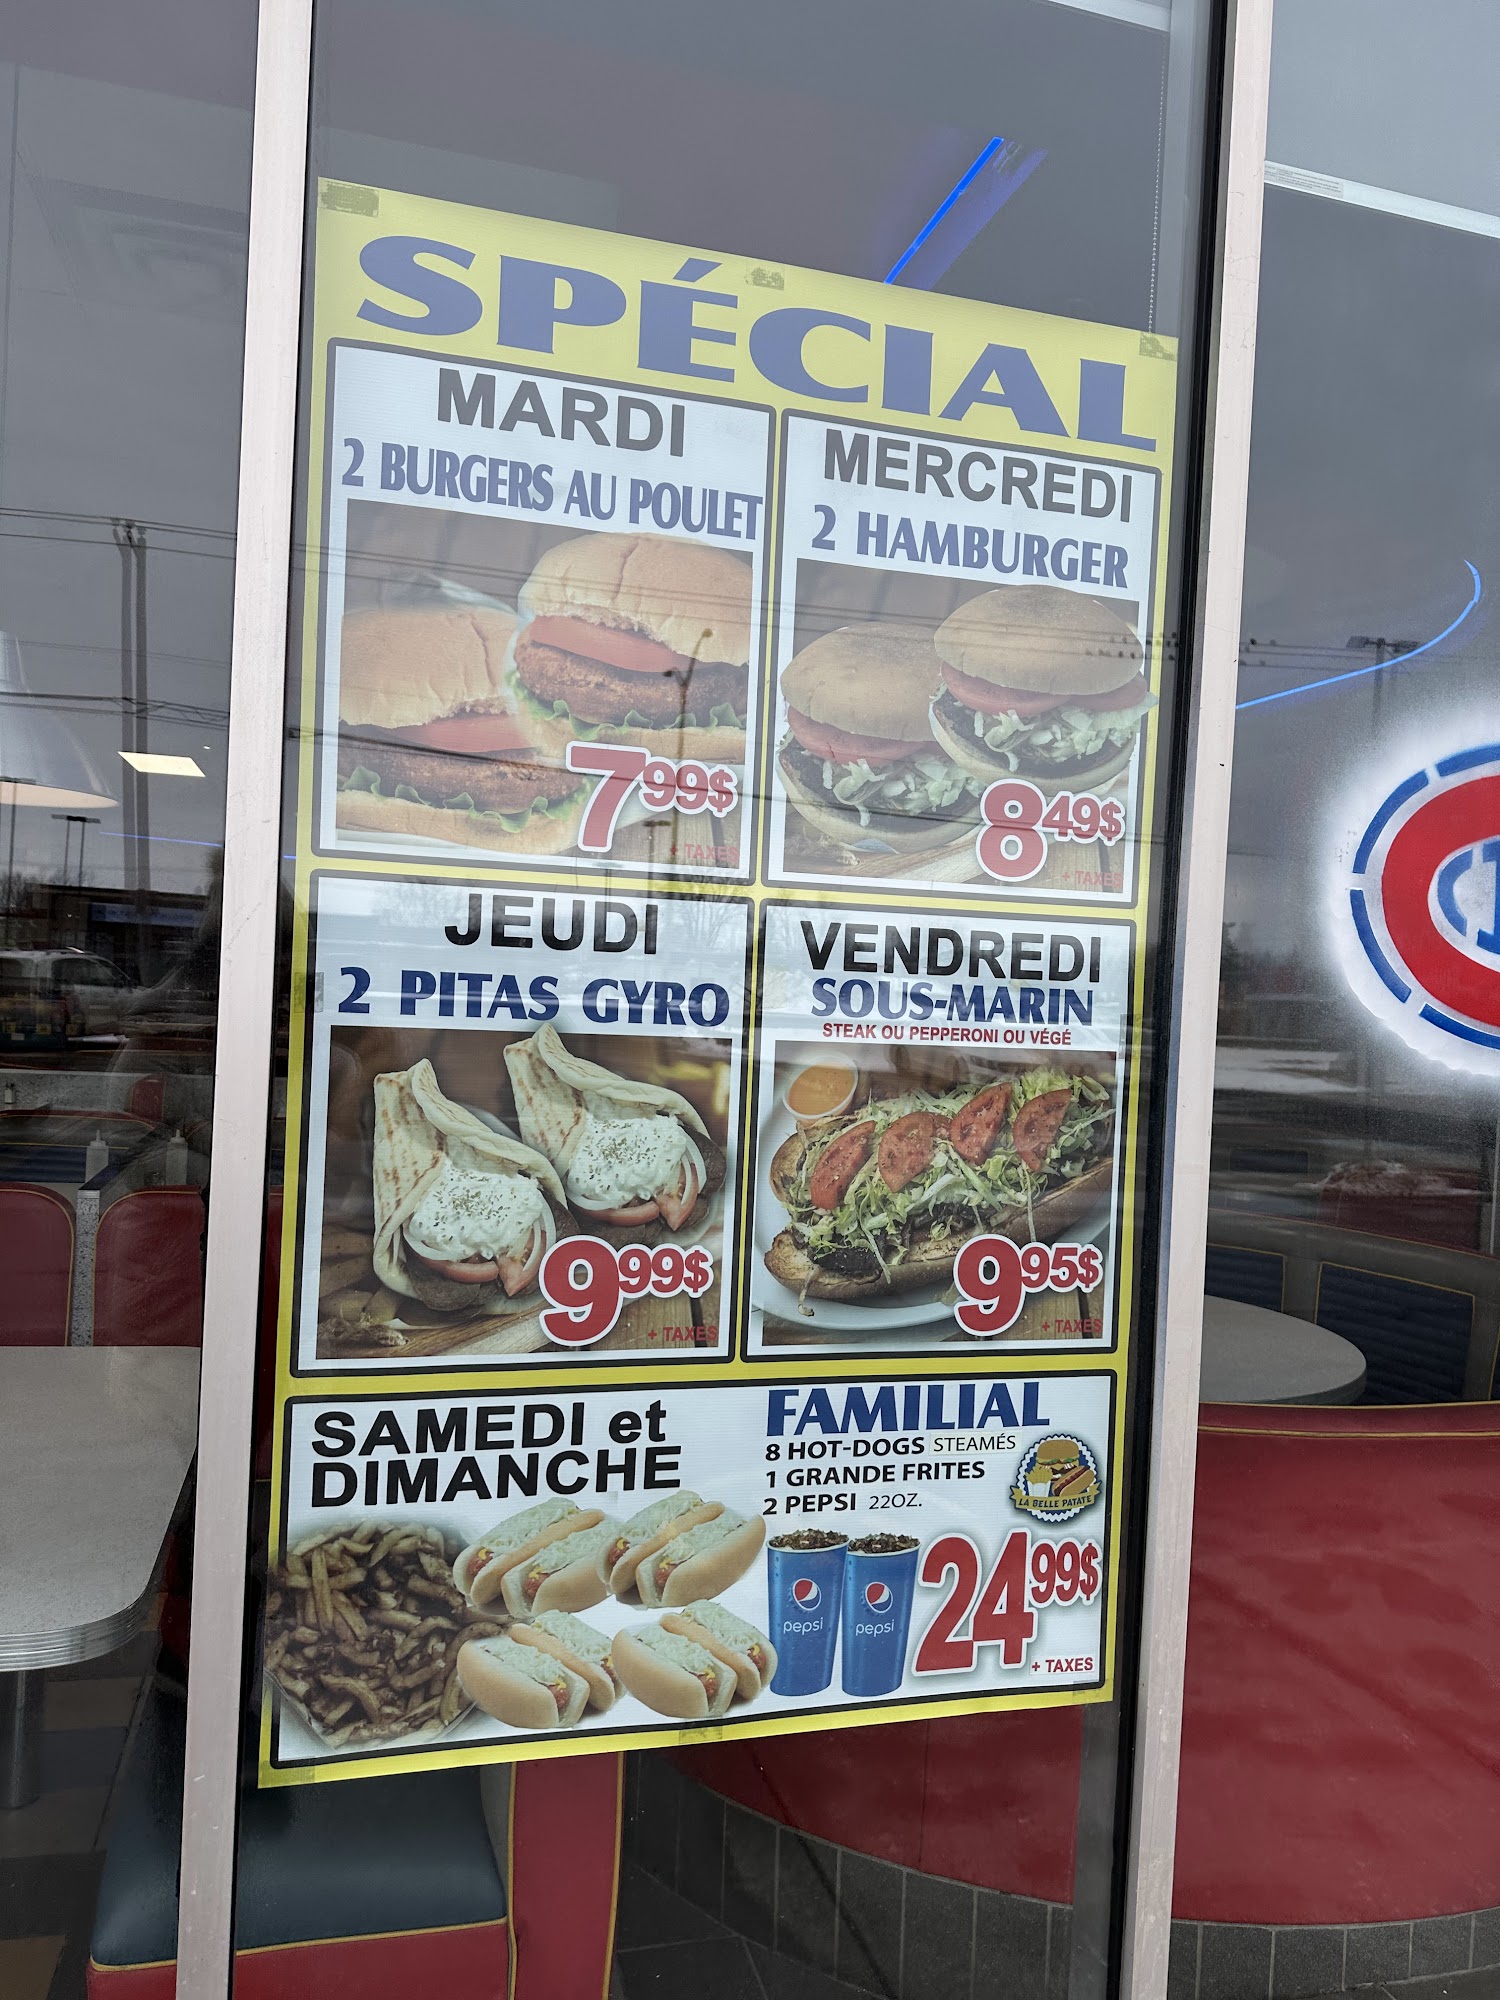 SPÉCIAL
MARDI
2 BURGERS AU POULET
7 99$
+ TAXES
MERCREDI
2 HAMBURGER
8 49$
+ TAXES
JEUDI
2 PITAS GYRO
9 99$
+ TAXES
VENDREDI
SOUS-MARIN
STEAK OU PEPPERONI OU VÉGÉ
9 95$
+ TAXES
SAMEDI et
DIMANCHE
FAMILIAL
8 HOT-DOGS STEAMÉS
1 GRANDE FRITES
2 PEPSI 22OZ.
LA BELLE PATATE
pepsi
pepsi
24 99$
+ TAXES